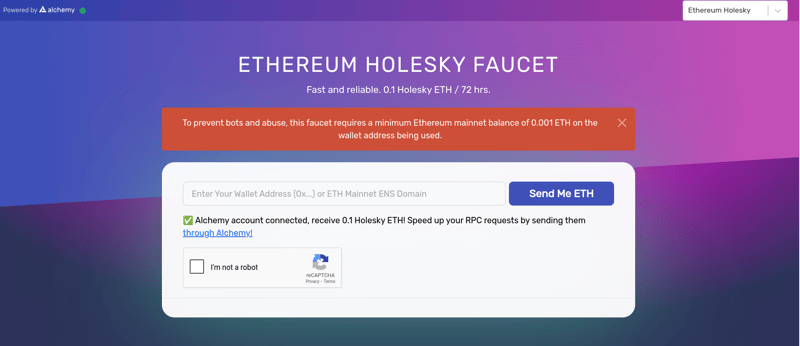 Powered by alchemy
Ethereum Holesky
ETHEREUM HOLESKY FAUCET
Fast and reliable. 0.1 Holesky ETH / 72 hrs.
To prevent bots and abuse, this faucet requires a minimum Ethereum mainnet balance of 0.001 ETH on the
wallet address being used.
Enter Your Wallet Address (0x...) or ETH Mainnet ENS Domain
Send Me ETH
✅ Alchemy account connected, receive 0.1 Holesky ETH! Speed up your RPC requests by sending them
through Alchemy!
I'm not a robot
reCAPTCHA
Privacy - Terms